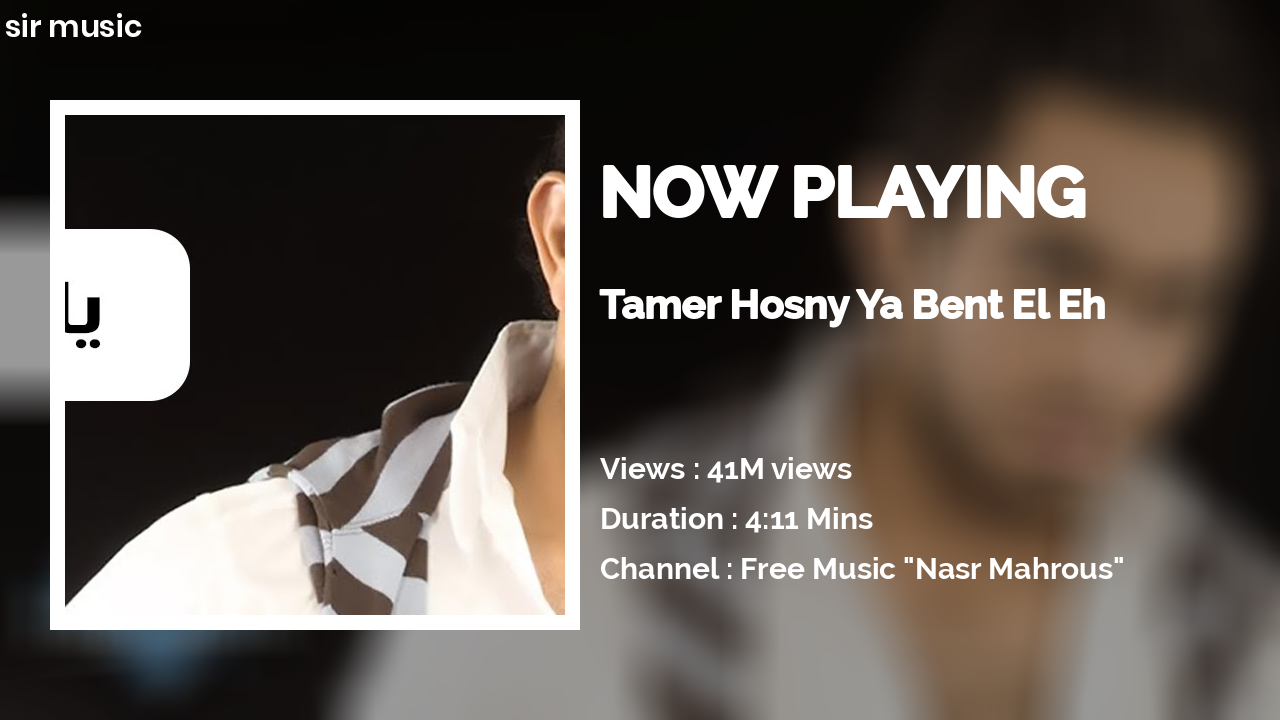 sir music
NOW PLAYING
يا
Tamer Hosny Ya Bent El Eh
Views : 41M views
Duration : 4:11 Mins
Channel : Free Music "Nasr Mahrous"